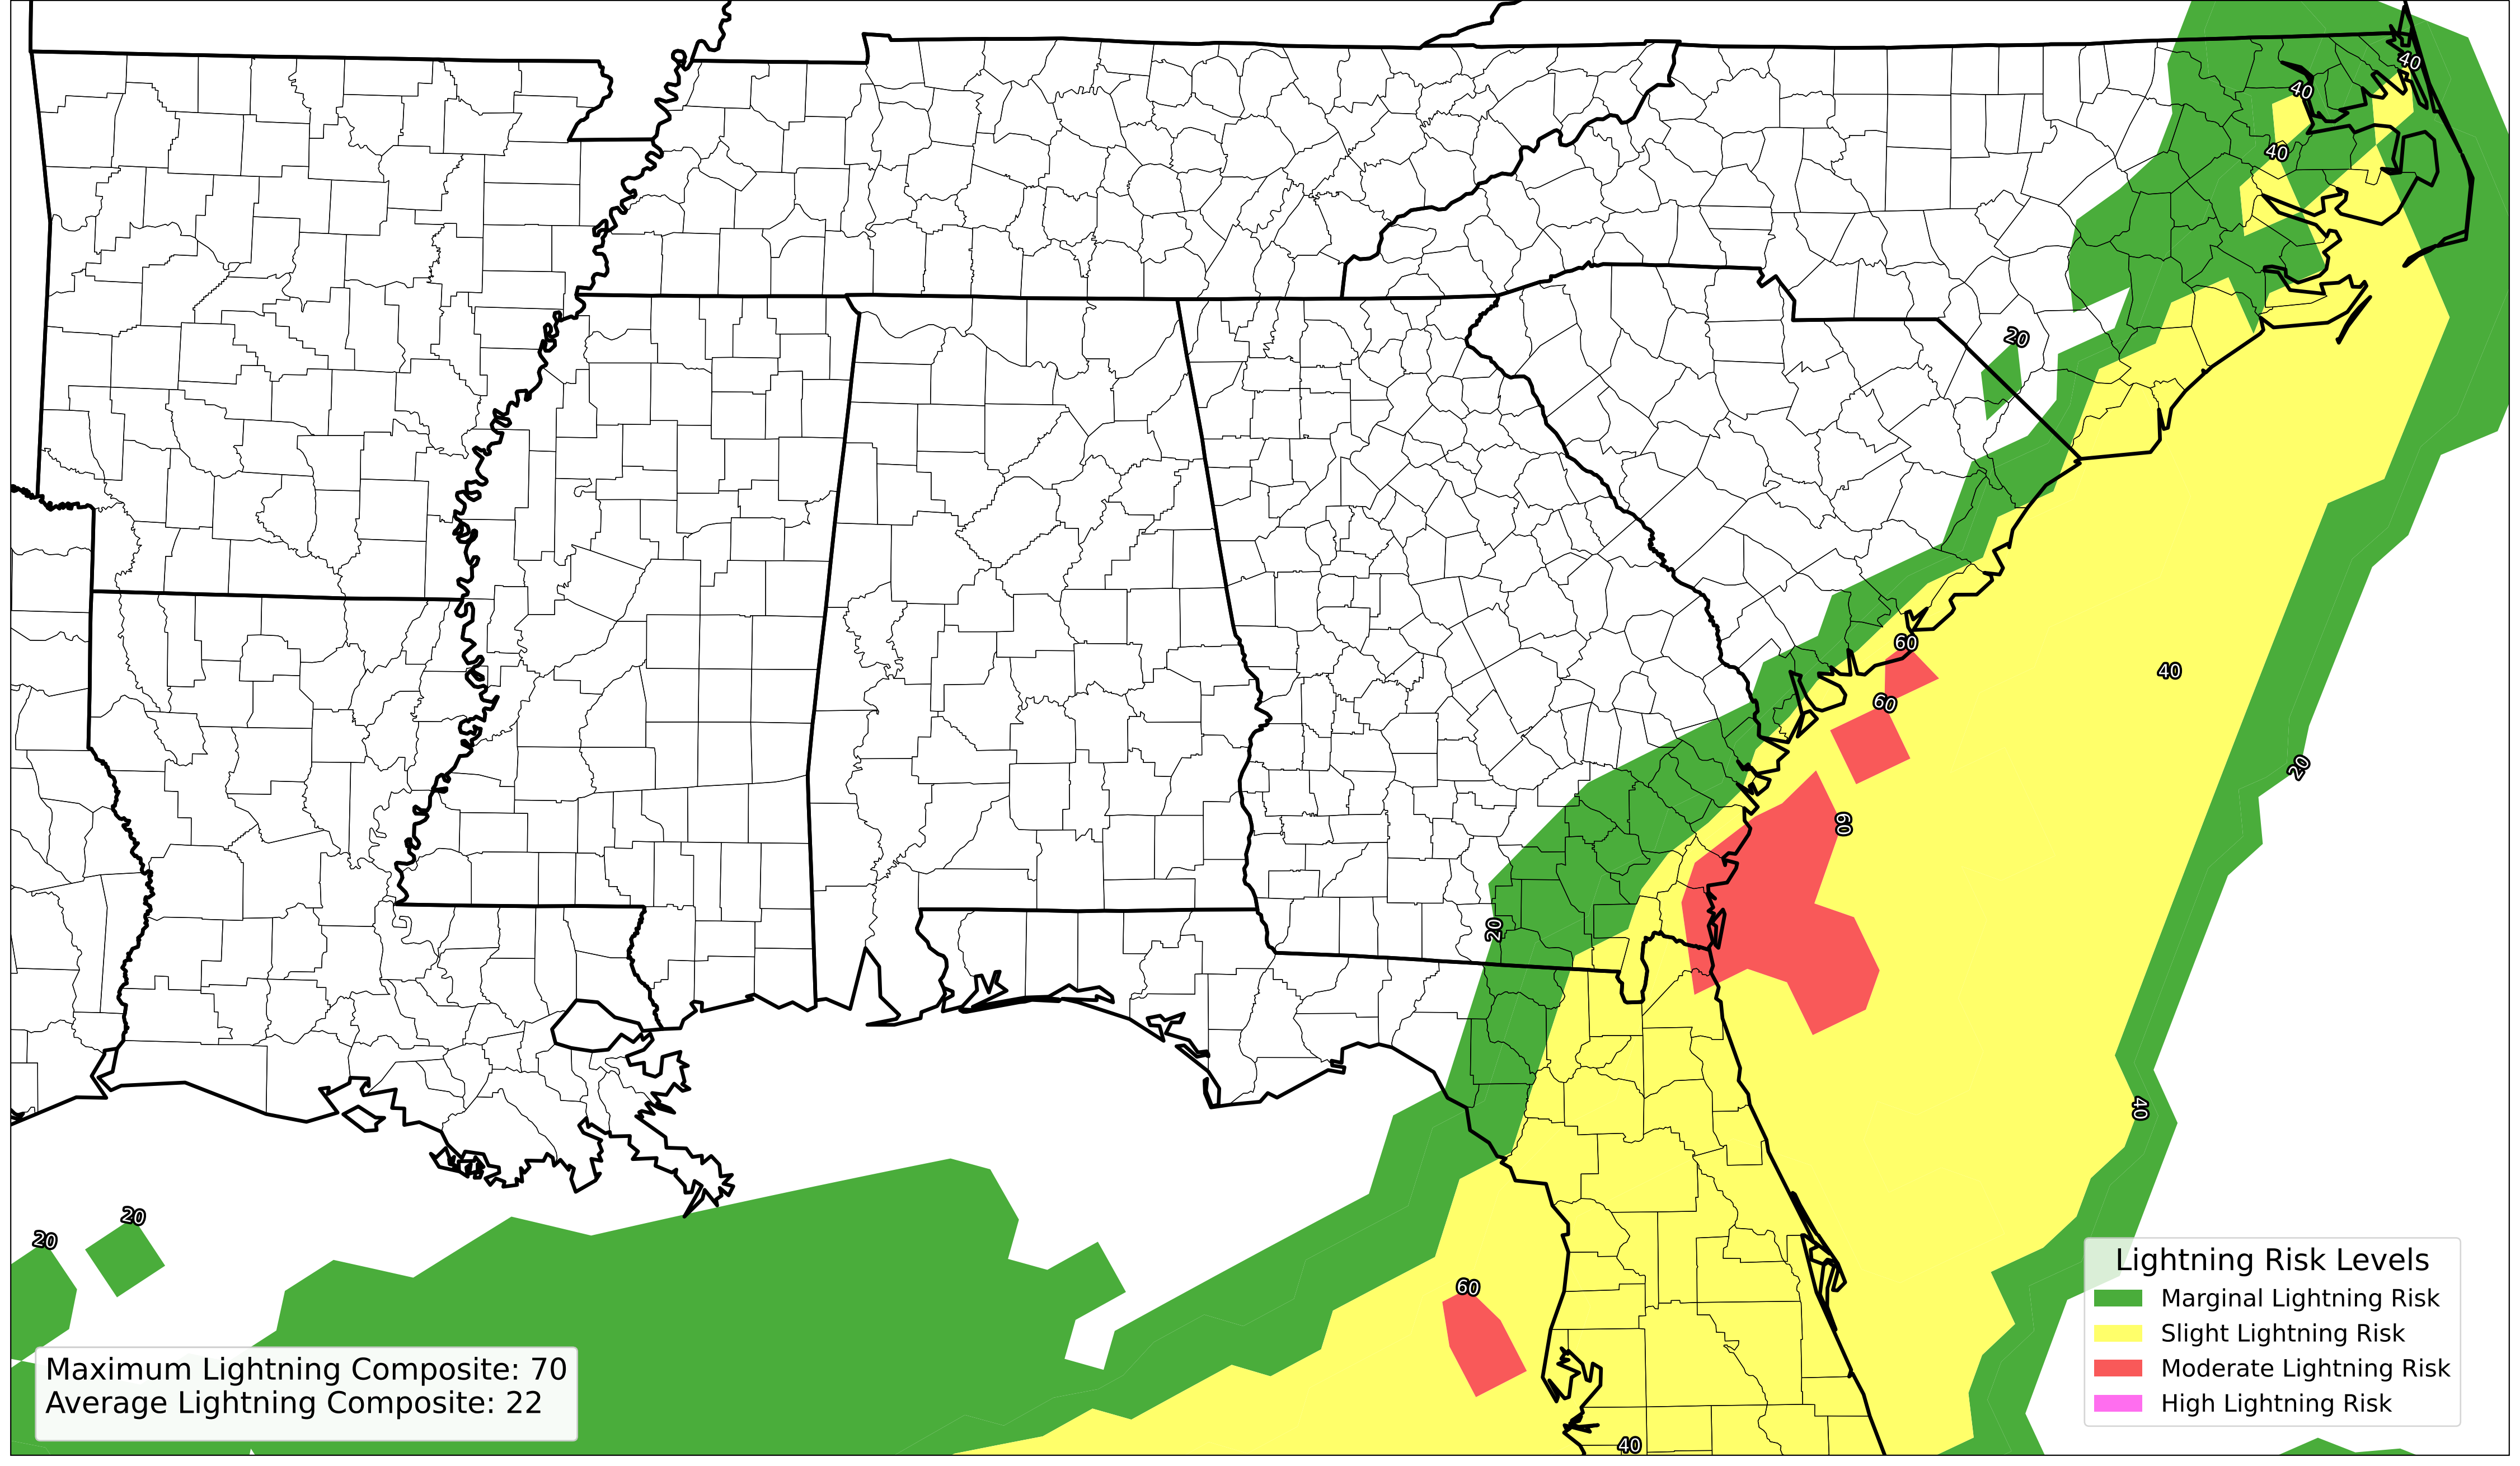 40
40
40
20
60
40
60
20
60
20
40
20
20
60
Lightning Risk Levels
Marginal Lightning Risk
Slight Lightning Risk
Moderate Lightning Risk
High Lightning Risk
Maximum Lightning Composite: 70
Average Lightning Composite: 22
40